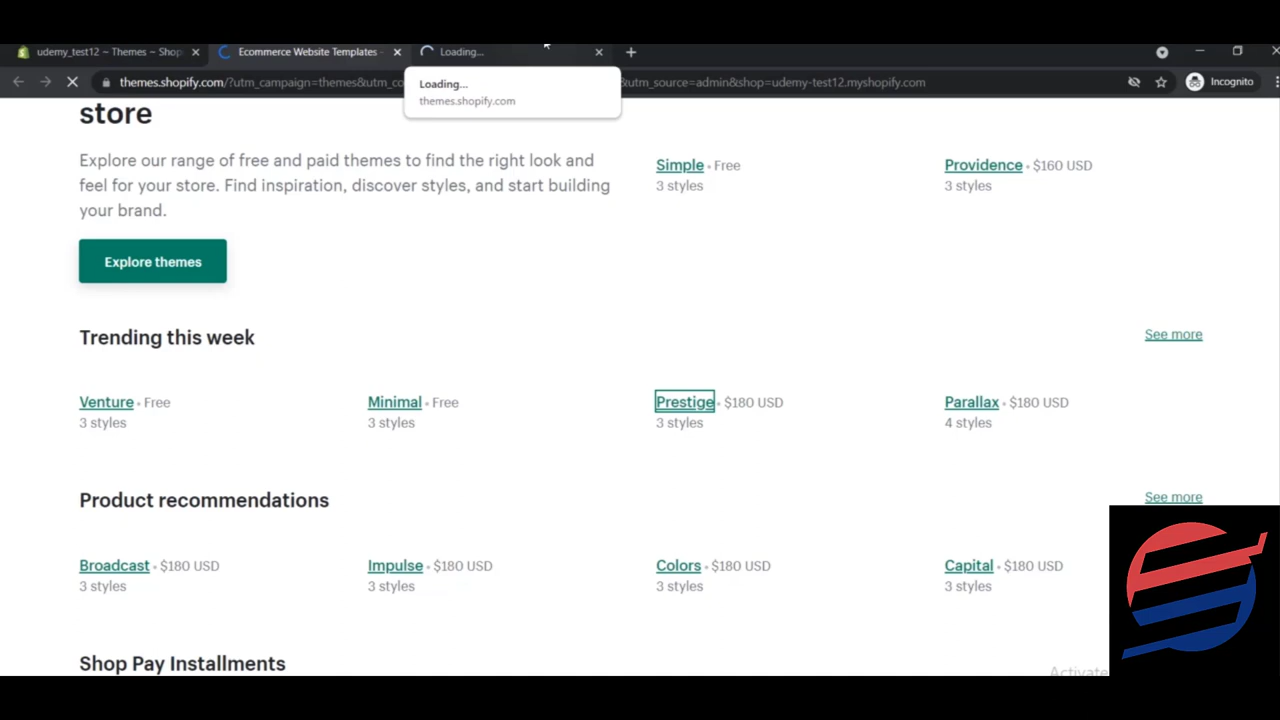 udemy_test12 ~ Themes ~ Shop
Ecommerce Website Templates -
Loading...
themes.shopify.com/?utm_campaign=themes&utm_co
utm_source=admin&shop=udemy-test12.myshopify.com
Incognito
Loading...
themes.shopify.com
store
Explore our range of free and paid themes to find the right look and
feel for your store. Find inspiration, discover styles, and start building
your brand.
Explore themes
Simple • Free
3 styles
Providence • $160 USD
3 styles
Trending this week
See more
Venture • Free
3 styles
Minimal • Free
3 styles
Prestige • $180 USD
3 styles
Parallax • $180 USD
4 styles
Product recommendations
See more
Broadcast • $180 USD
3 styles
Impulse • $180 USD
3 styles
Colors • $180 USD
3 styles
Capital • $180 USD
3 styles
Shop Pay Installments
Activate